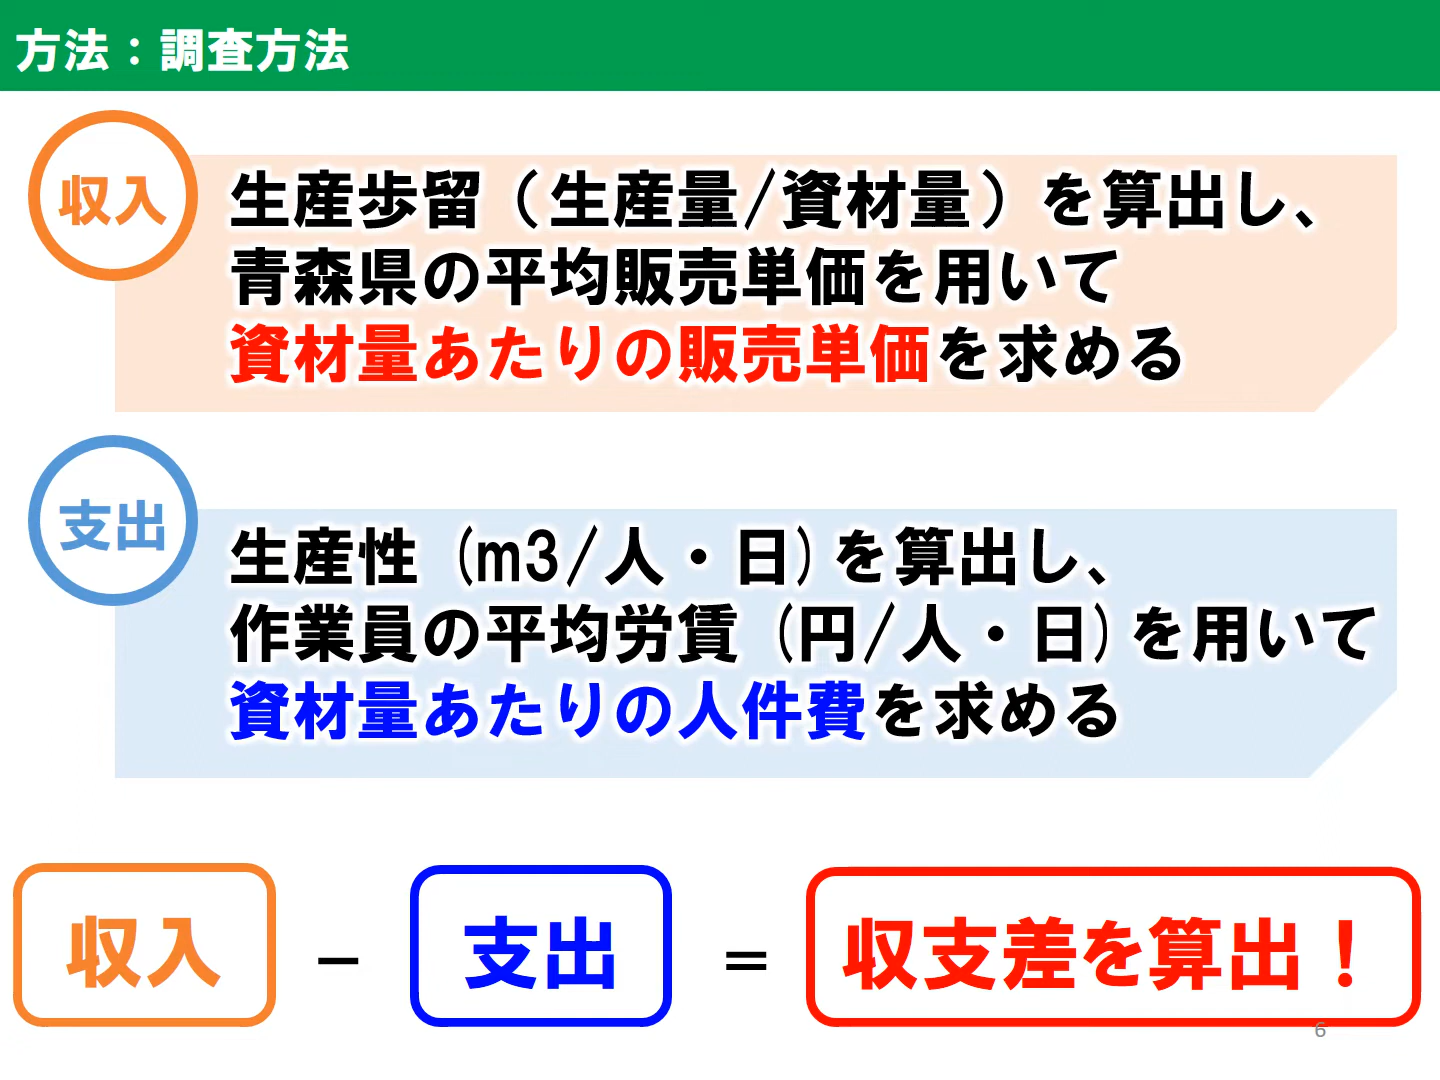 方法：調査方法
収入
生産歩留（生産量/資材量）を算出し、
青森県の平均販売単価を用いて
資材量あたりの販売単価を求める
支出
生産性（m3/人・日)を算出し、
作業員の平均労賃（円/人・日)を用いて
資材量あたりの人件費を求める
収入 － 支出 ＝ 収支差を算出！
6